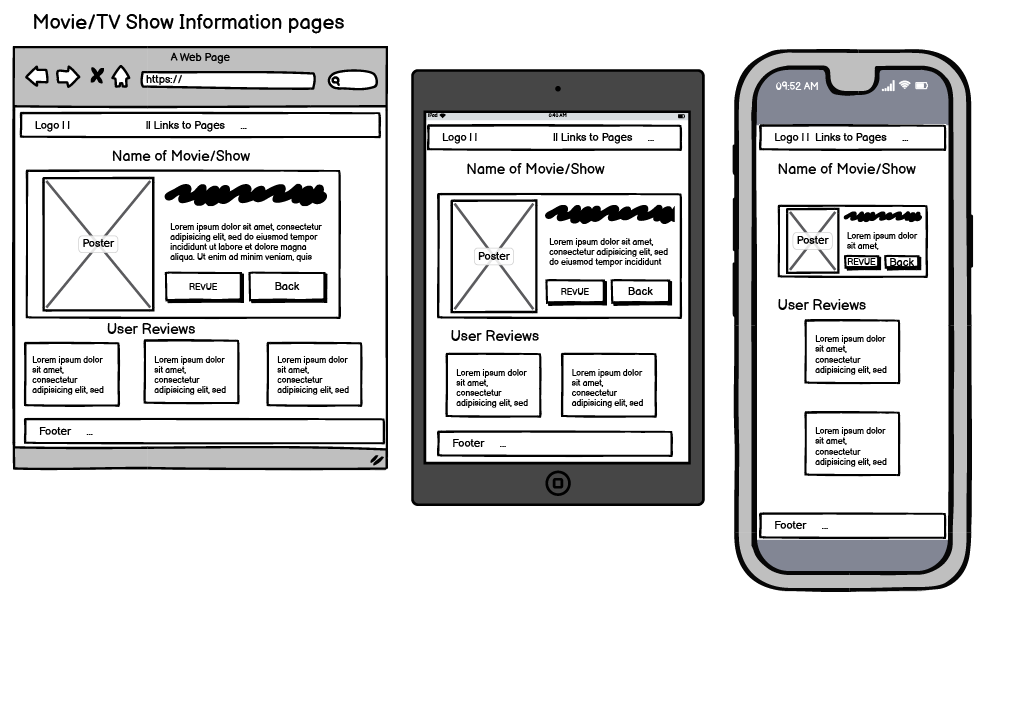 Movie/TV Show Information pages
A Web Page
https://
Logo I I II Links to Pages ...
Name of Movie/Show
Poster
Lorem ipsum dolor sit amet, consectetur
adipisicing elit, sed do eiusmod tempor
incididunt ut labore et dolore magna
aliqua. Ut enim ad minim veniam, quis
REVUE
Back
User Reviews
Lorem ipsum dolor
sit amet,
consectetur
adipisicing elit, sed
Lorem ipsum dolor
sit amet,
consectetur
adipisicing elit, sed
Lorem ipsum dolor
sit amet,
consectetur
adipisicing elit, sed
Footer ...
iPod
Logo I I II Links to Pages ...
Name of Movie/Show
Poster
Lorem ipsum dolor sit amet,
consectetur adipisicing elit, sed
do eiusmod tempor incididunt
REVUE
Back
User Reviews
Lorem ipsum dolor
sit amet,
consectetur
adipisicing elit, sed
Lorem ipsum dolor
sit amet,
consectetur
adipisicing elit, sed
Footer ...
09:52 AM
Logo I I Links to Pages ...
Name of Movie/Show
Poster
Lorem ipsum dolor
sit amet,
REVUE
Back
User Reviews
Lorem ipsum dolor
sit amet,
consectetur
adipisicing elit, sed
Lorem ipsum dolor
sit amet,
consectetur
adipisicing elit, sed
Footer ...